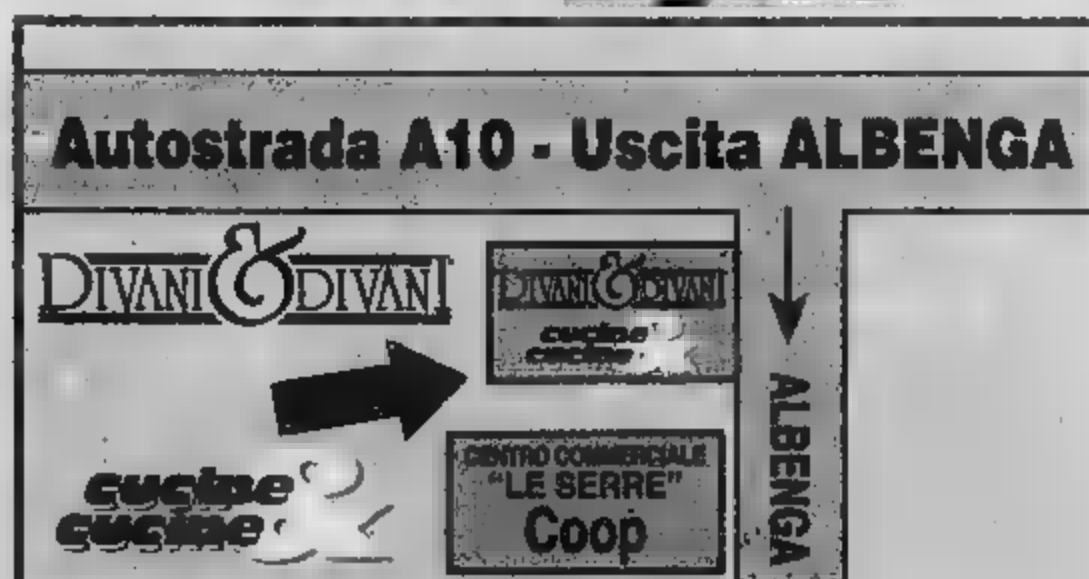 Autostrada A10 - Uscita ALBENGA
DIVANI & DIVANI
DIVANI & DIVANI
cucine
cucine
cucine &
cucine
CENTRO COMMERCIALE
"LE SERRE"
Coop
ALBENGA